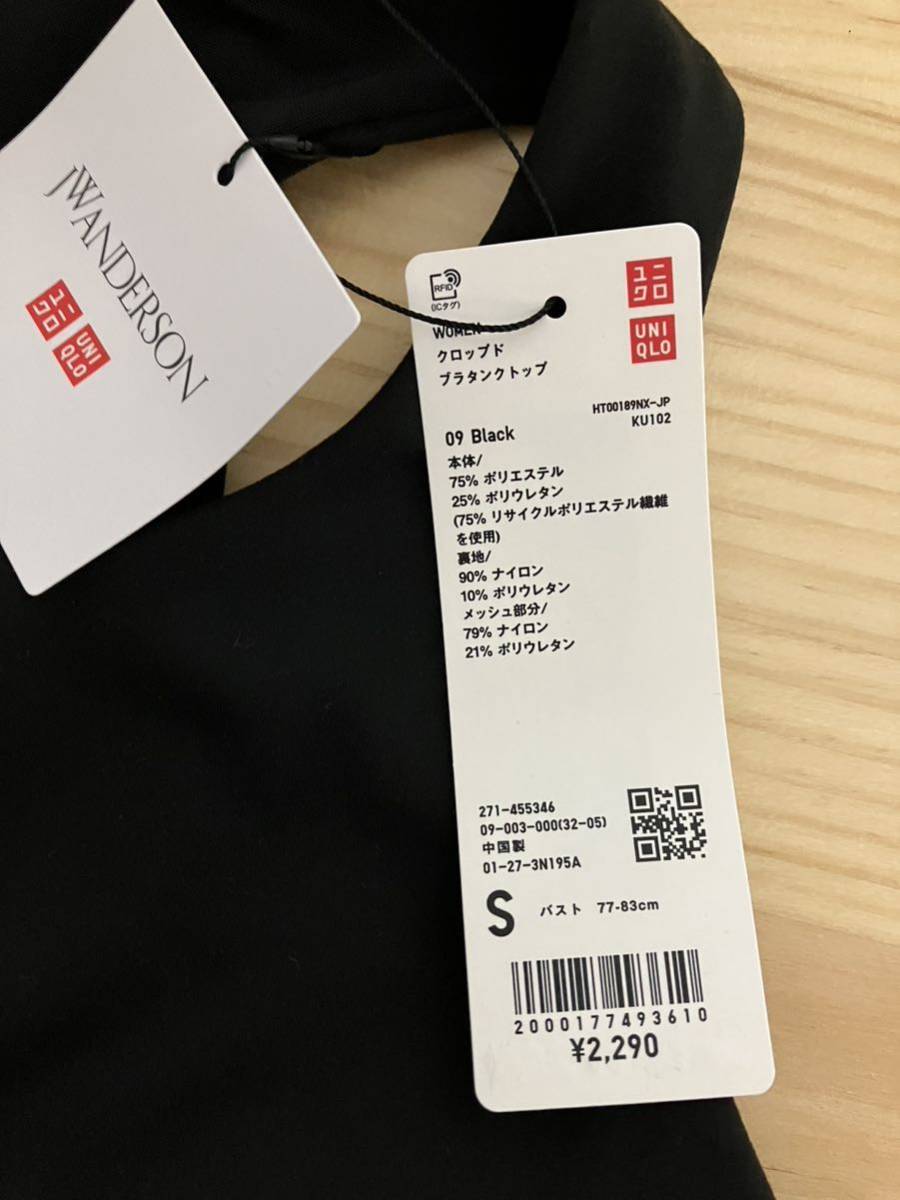 JWANDERSON
ユニ
クロ
UNI
QLO
RFID
(ICタグ)
ユニ
クロ
UNI
QLO
WOMEN
クロップド
ブラタンクトップ
HT00189NX-JP
KU102
09 Black
本体/
75% ポリエステル
25% ポリウレタン
(75% リサイクルポリエステル繊維
を使用)
裏地/
90% ナイロン
10% ポリウレタン
メッシュ部分/
79% ナイロン
21% ポリウレタン
271-455346
09-003-000(32-05)
中国製
01-27-3N195A
S バスト 77-83cm
2000177493610
¥2,290